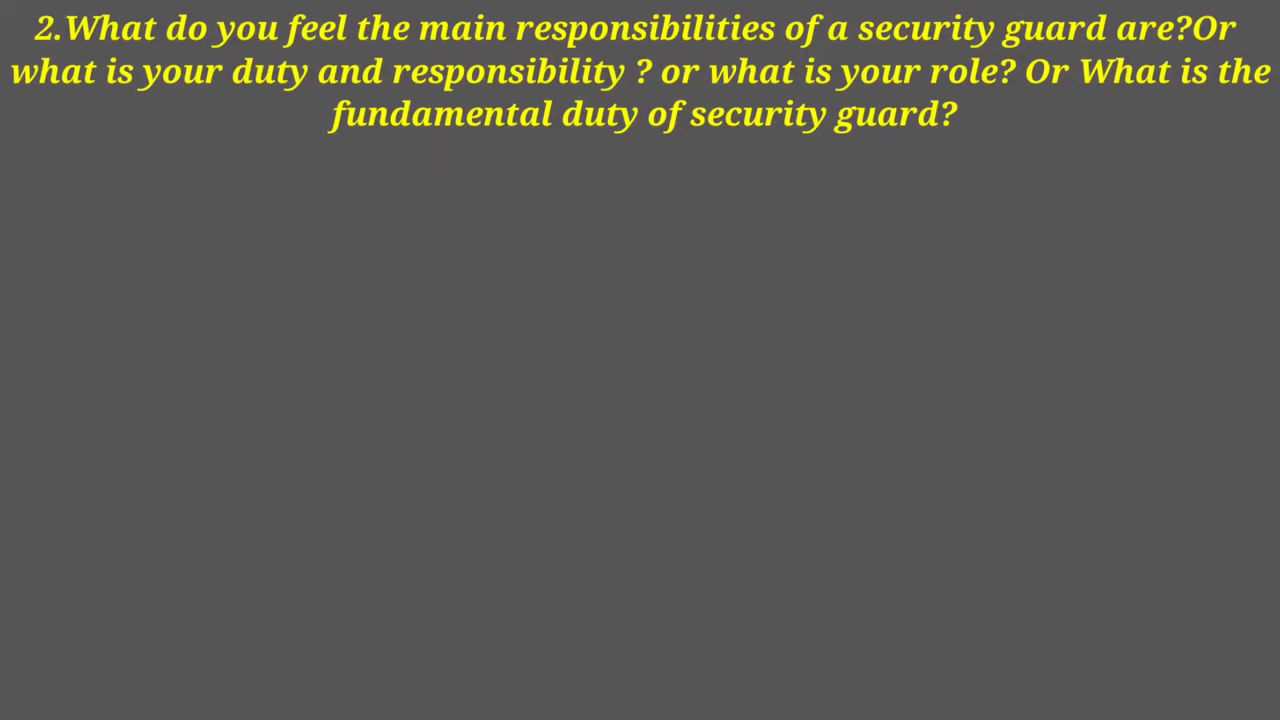 2.What do you feel the main responsibilities of a security guard are?Or
what is your duty and responsibility ? or what is your role? Or What is the
fundamental duty of security guard?